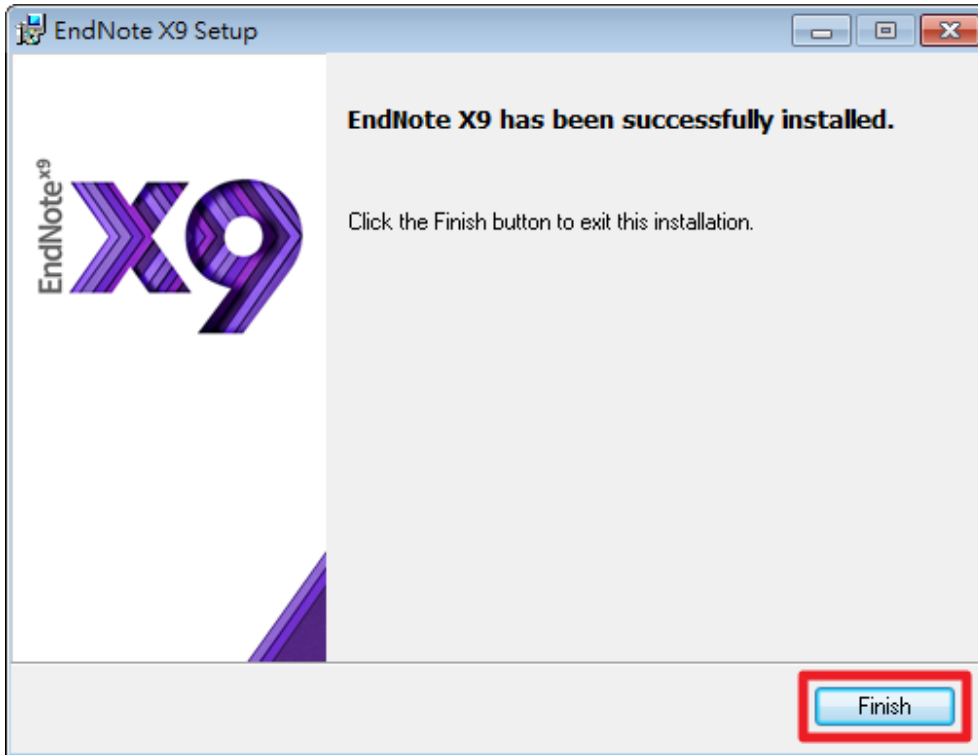 EndNote X9 Setup
EndNote X9 has been successfully installed.
Click the Finish button to exit this installation.
EndNote X9
X9
Finish